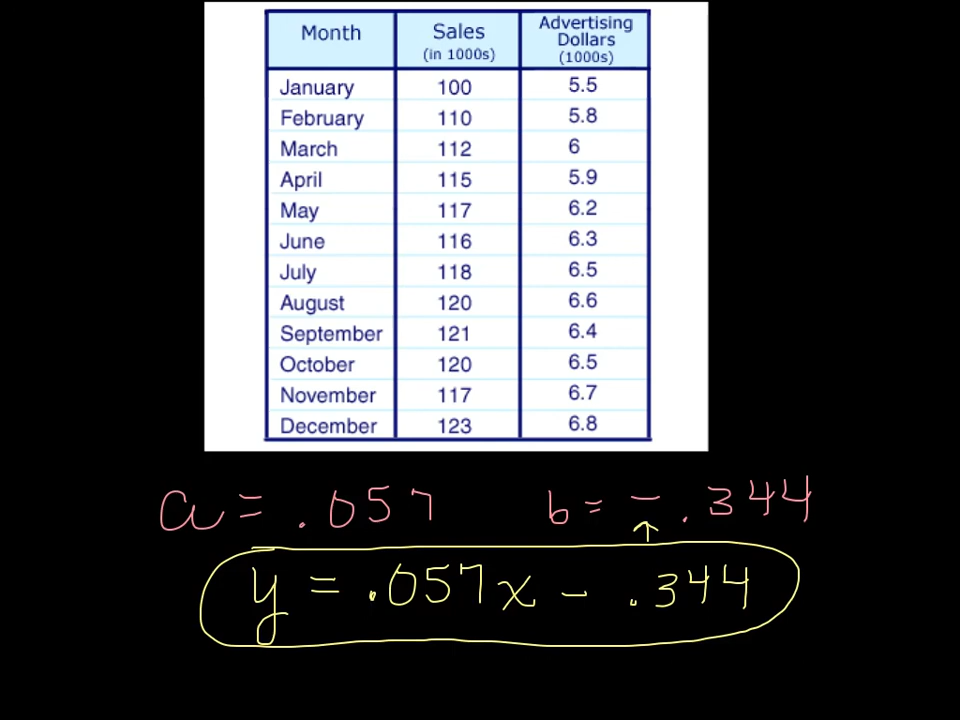 Month Sales (in 1000s) Advertising Dollars (1000s)
January 100 5.5
February 110 5.8
March 112 6
April 115 5.9
May 117 6.2
June 116 6.3
July 118 6.5
August 120 6.6
September 121 6.4
October 120 6.5
November 117 6.7
December 123 6.8
a = .057 b = -.344
y = .057x - .344